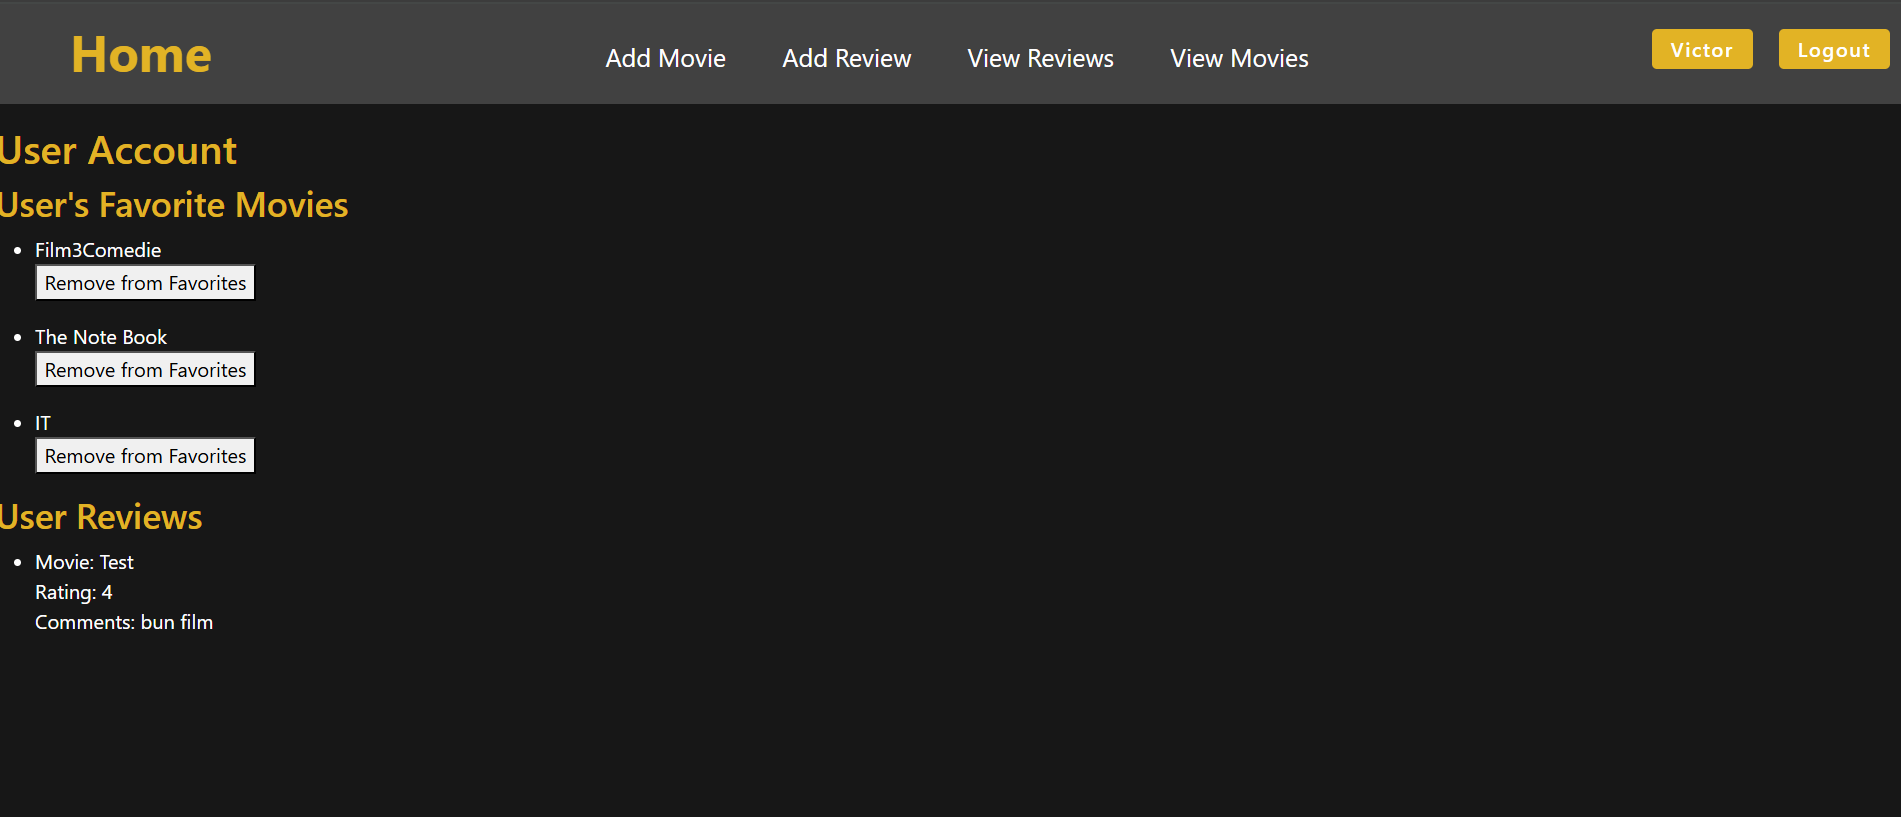 Home
Add Movie
Add Review
View Reviews
View Movies
Victor
Logout
User Account
User's Favorite Movies
Film3Comedie
Remove from Favorites
The Note Book
Remove from Favorites
IT
Remove from Favorites
User Reviews
Movie: Test
Rating: 4
Comments: bun film